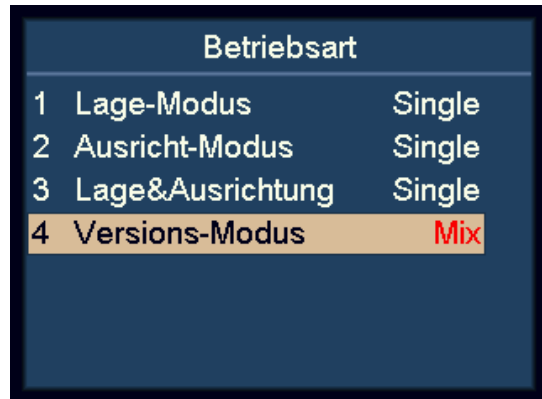 Betriebsart
1 Lage-Modus Single
2 Ausricht-Modus Single
3 Lage&Ausrichtung Single
4 Versions-Modus Mix